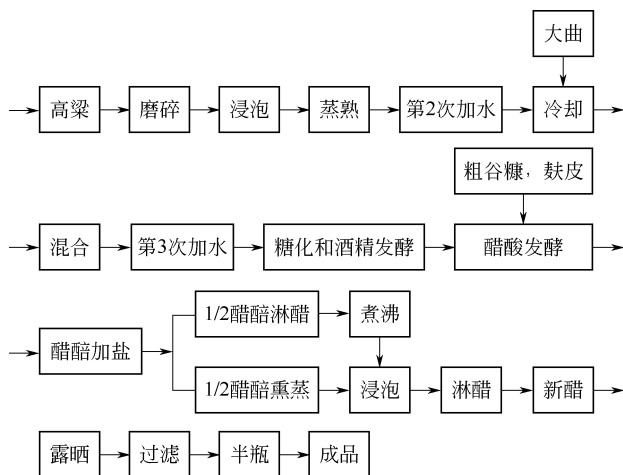 大曲
高粱
磨碎
浸泡
蒸熟
第2次加水
冷却
粗谷糠，麸皮
混合
第3次加水
糖化和酒精发酵
醋酸发酵
1/2醋醅淋醋
煮沸
醋醅加盐
1/2醋醅熏蒸
浸泡
淋醋
新醋
露晒
过滤
半瓶
成品